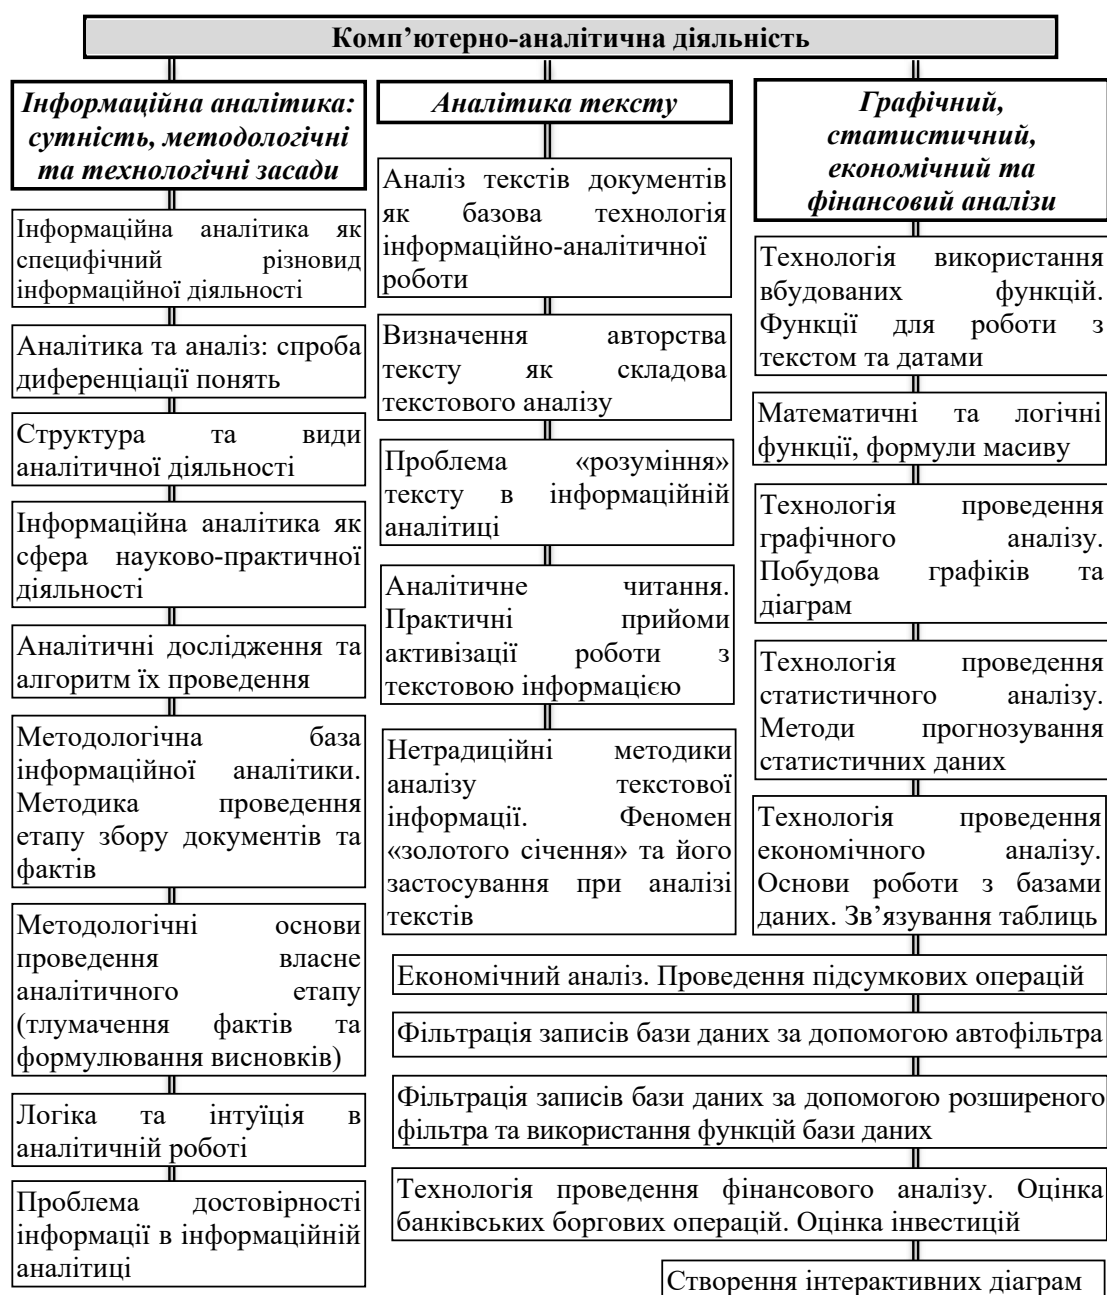 Комп’ютерно-аналітична діяльність
Інформаційна аналітика:
сутність, методологічні
та технологічні засади
Інформаційна аналітика як
специфічний різновид
інформаційної діяльності
Аналітика та аналіз: спроба
диференціації понять
Структура та види
аналітичної діяльності
Інформаційна аналітика як
сфера науково-практичної
діяльності
Аналітичні дослідження та
алгоритм їх проведення
Методологічна база
інформаційної аналітики.
Методика проведення
етапу збору документів та
фактів
Методологічні основи
проведення власне
аналітичного етапу
(тлумачення фактів та
формулювання висновків)
Логіка та інтуїція в
аналітичній роботі
Проблема достовірності
інформації в інформаційній
аналітиці
Аналітика тексту
Аналіз текстів документів
як базова технологія
інформаційно-аналітичної
роботи
Визначення авторства
тексту як складова
текстового аналізу
Проблема «розуміння»
тексту в інформаційній
аналітиці
Аналітичне читання.
Практичні прийоми
активізації роботи з
текстовою інформацією
Нетрадиційні методики
аналізу текстової
інформації. Феномен
«золотого січення» та його
застосування при аналізі
текстів
Графічний,
статистичний,
економічний та
фінансовий аналізи
Технологія використання
вбудованих функцій.
Функції для роботи з
текстом та датами
Математичні та логічні
функції, формули масиву
Технологія проведення
графічного аналізу.
Побудова графіків та
діаграм
Технологія проведення
статистичного аналізу.
Методи прогнозування
статистичних даних
Технологія проведення
економічного аналізу.
Основи роботи з базами
даних. Зв’язування таблиць
Економічний аналіз. Проведення підсумкових операцій
Фільтрація записів бази даних за допомогою автофільтра
Фільтрація записів бази даних за допомогою розширеного
фільтра та використання функцій бази даних
Технологія проведення фінансового аналізу. Оцінка
банківських боргових операцій. Оцінка інвестицій
Створення інтерактивних діаграм